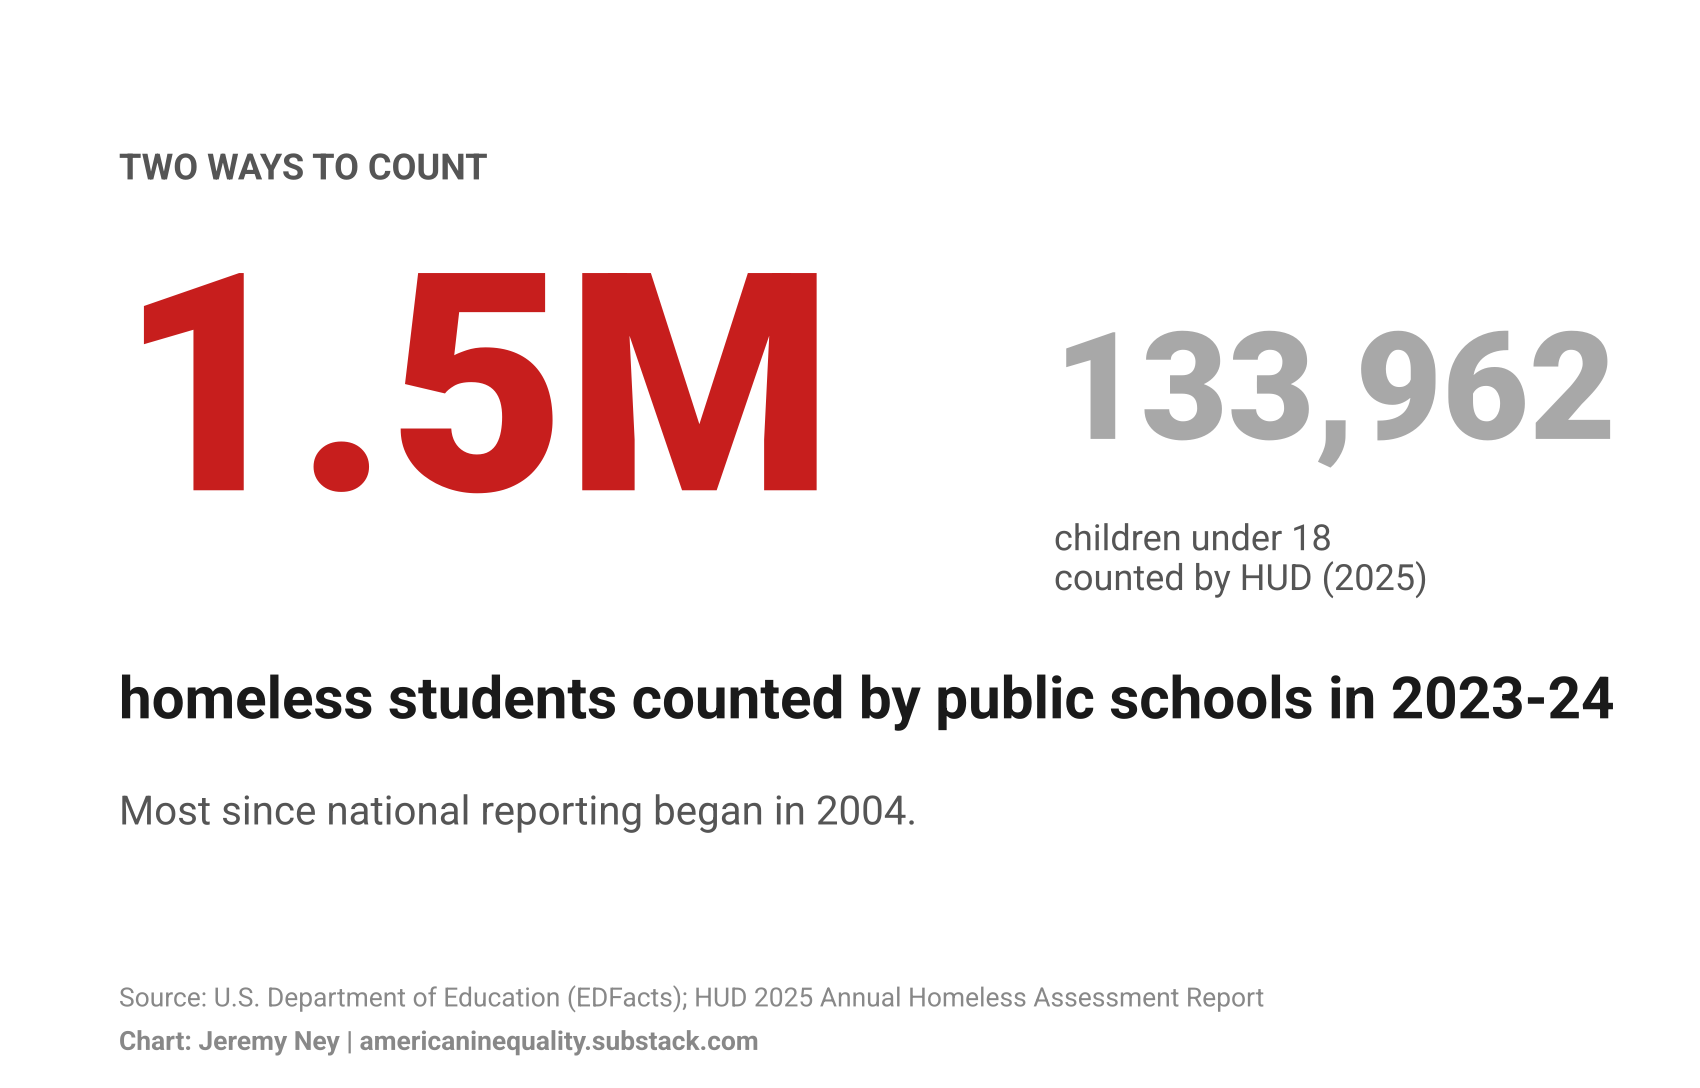 TWO WAYS TO COUNT
1.5M
133,962
children under 18
counted by HUD (2025)
homeless students counted by public schools in 2023-24
Most since national reporting began in 2004.
Source: U.S. Department of Education (EDFacts); HUD 2025 Annual Homeless Assessment Report
Chart: Jeremy Ney | americaninequality.substack.com